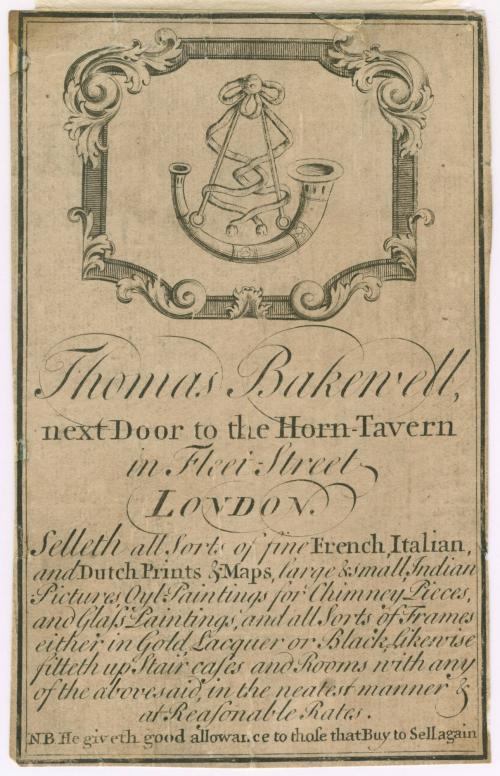 Thomas Bakewell,
next Door to the Horn-Tavern
in Fleet-Street
LONDON.
Selleth all Sorts of fine French, Italian,
and Dutch Prints & Maps, large & small, Indian
Pictures, Oyl-Paintings for Chimney Pieces,
and Glaſs Paintings, and all Sorts of Frames
either in Gold Lacquer or Black, Likewise
fitteth up Stair cases and Rooms with any
of the abovesaid, in the neatest manner &
at Reaſonable Rates.
NB He giveth good allowance to thoſe that Buy to Sell again